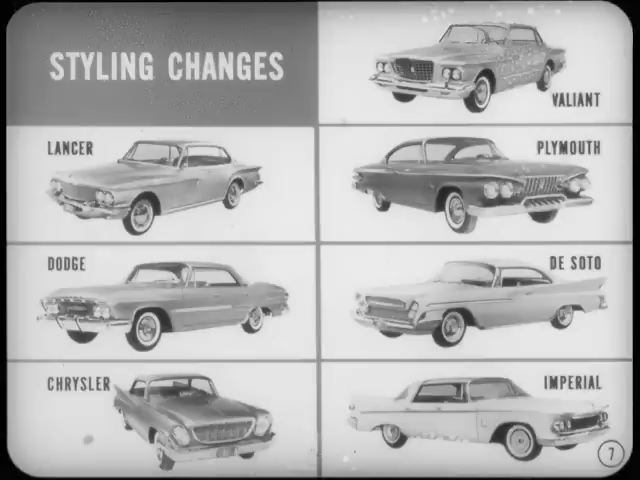 STYLING CHANGES
VALIANT
LANCER
PLYMOUTH
DODGE
DE SOTO
CHRYSLER
IMPERIAL
7